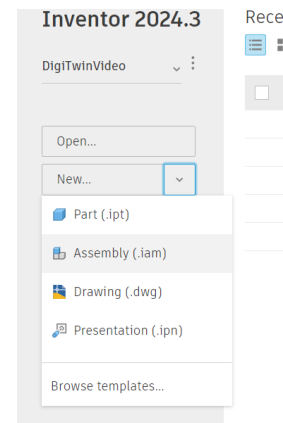 Inventor 2024.3
DigiTwinVideo
Open...
New...
Part (.ipt)
Assembly (.iam)
Drawing (.dwg)
Presentation (.ipn)
Browse templates...
Rece